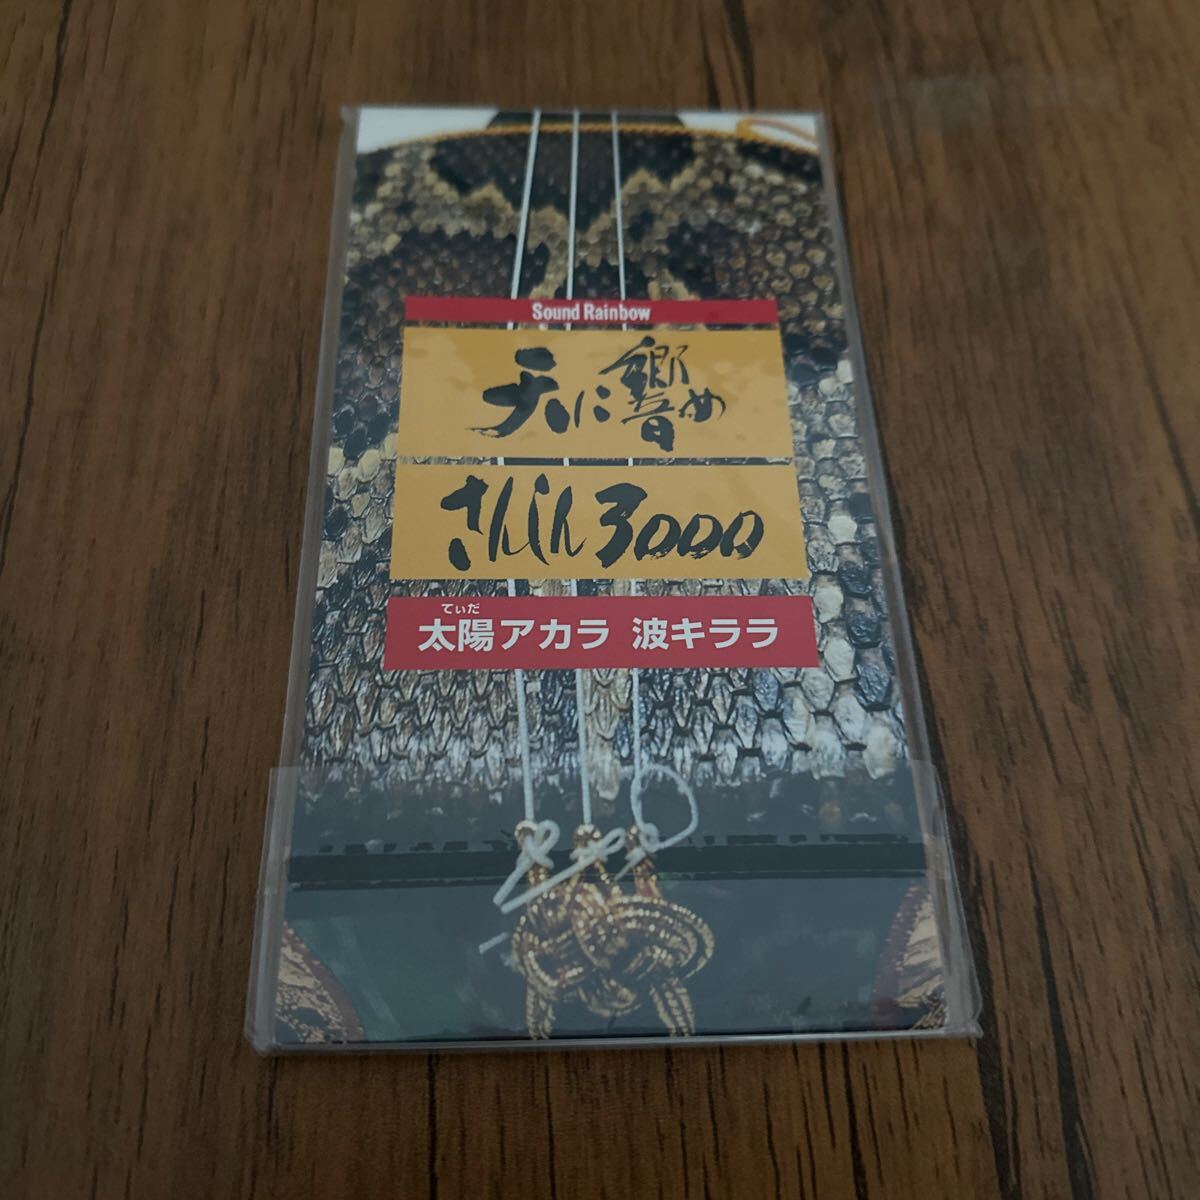 Sound Rainbow
天に響め
さんしん3000
てぃだ
太陽アカラ 波キララ